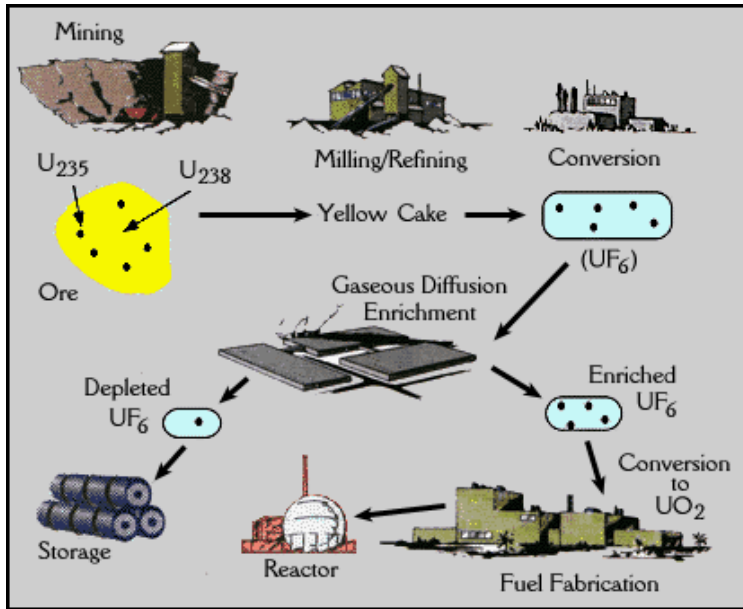 Mining
Milling/Refining
Conversion
U235
U238
Yellow Cake
(UF6)
Ore
Gaseous Diffusion
Enrichment
Depleted
UF6
Enriched
UF6
Conversion
to
UO2
Storage
Reactor
Fuel Fabrication